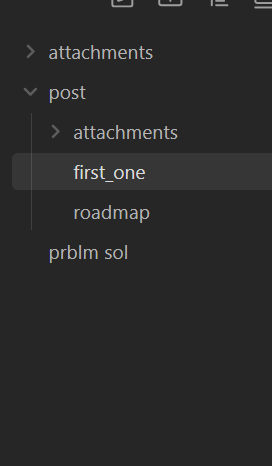 attachments
post
attachments
first_one
roadmap
prblm sol